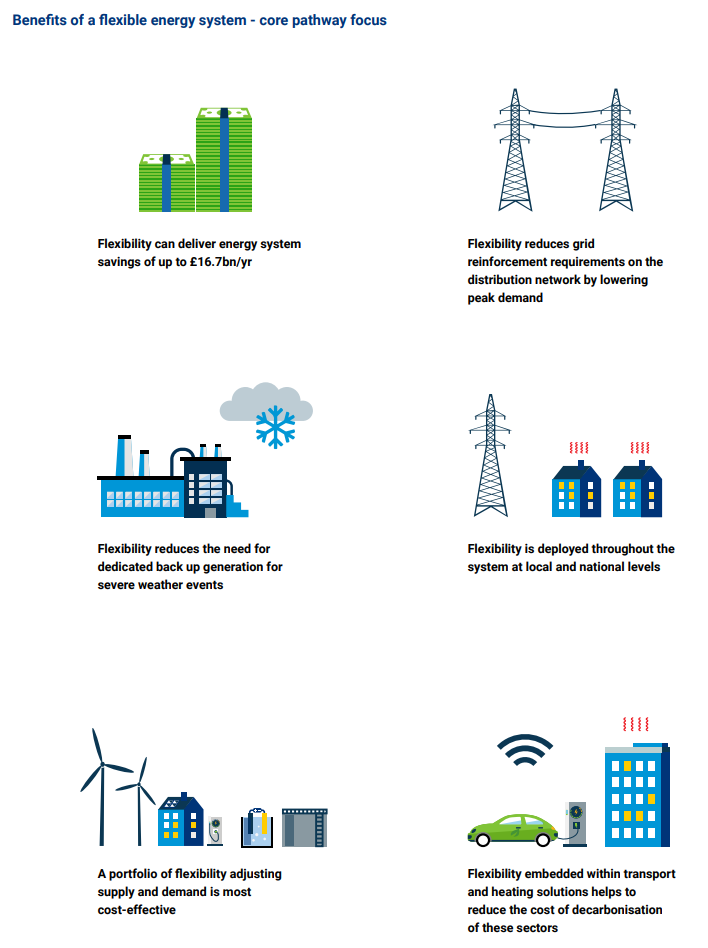 Benefits of a flexible energy system - core pathway focus
Flexibility can deliver energy system
savings of up to £16.7bn/yr
Flexibility reduces grid
reinforcement requirements on the
distribution network by lowering
peak demand
Flexibility reduces the need for
dedicated back up generation for
severe weather events
Flexibility is deployed throughout the
system at local and national levels
A portfolio of flexibility adjusting
supply and demand is most
cost-effective
Flexibility embedded within transport
and heating solutions helps to
reduce the cost of decarbonisation
of these sectors